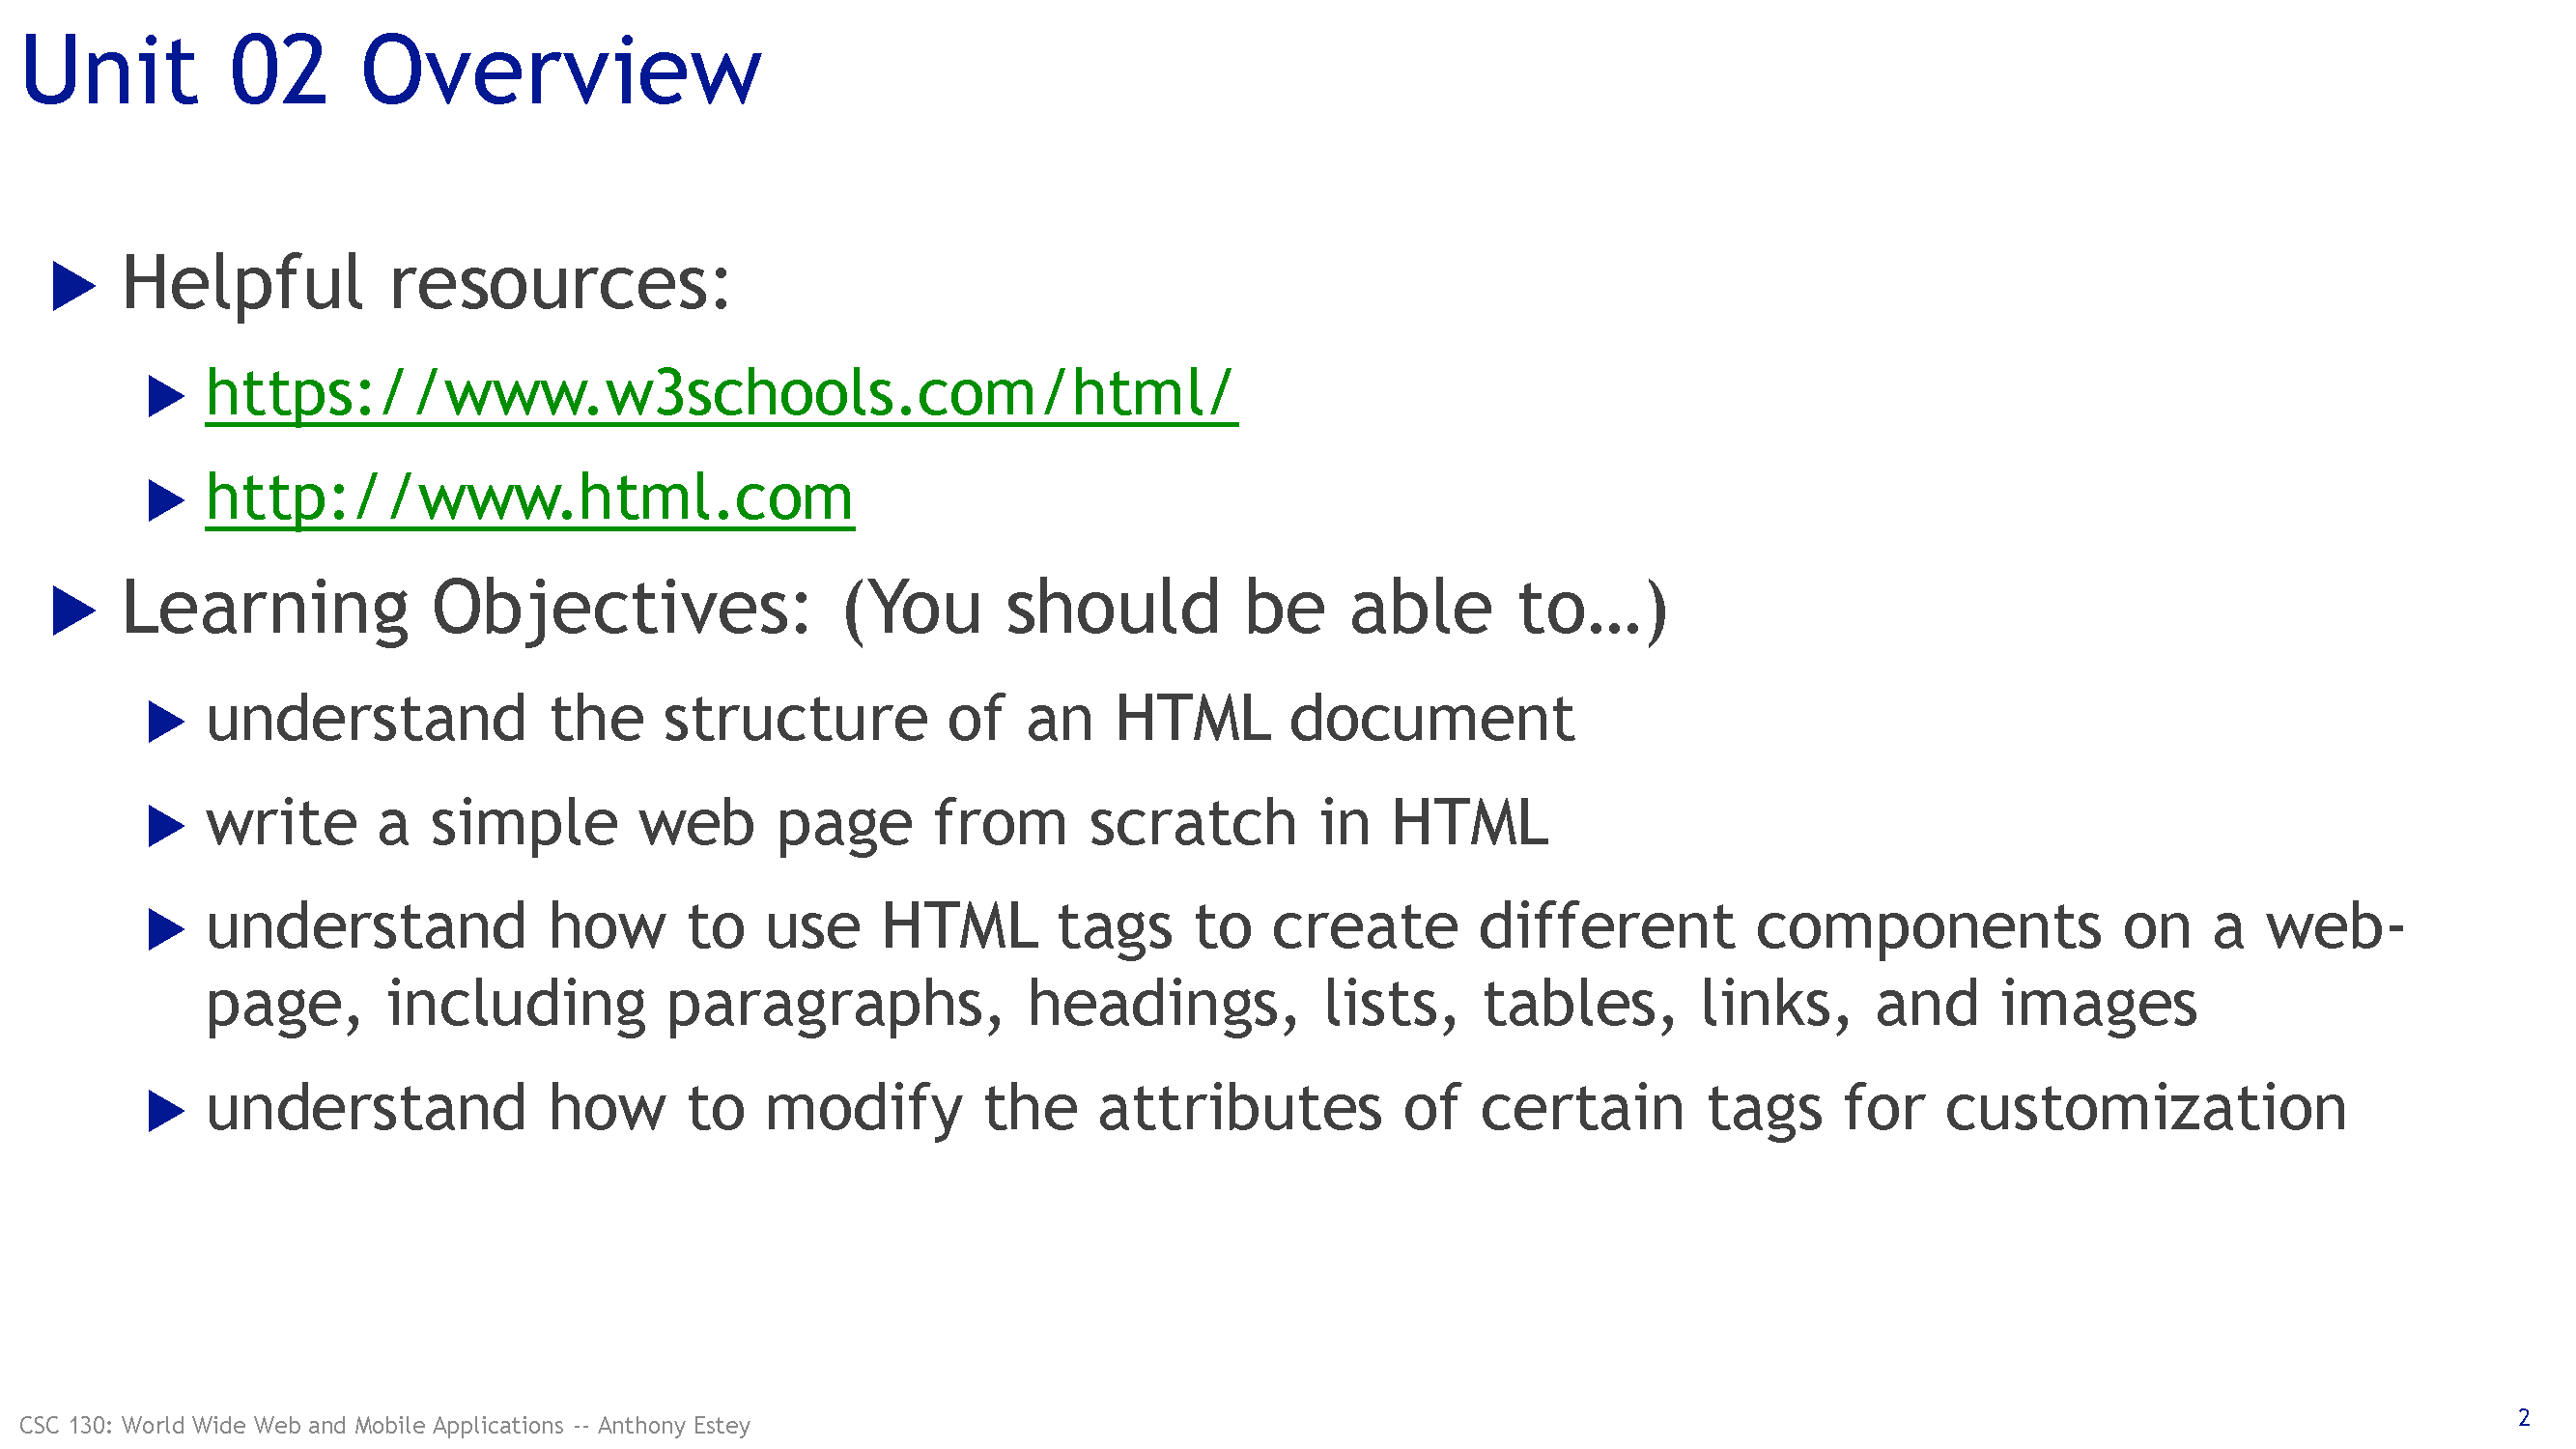 Unit 02 Overview
Helpful resources:
https://www.w3schools.com/html/
http://www.html.com
Learning Objectives: (You should be able to…)
understand the structure of an HTML document
write a simple web page from scratch in HTML
understand how to use HTML tags to create different components on a web-
page, including paragraphs, headings, lists, tables, links, and images
understand how to modify the attributes of certain tags for customization
CSC 130: World Wide Web and Mobile Applications -- Anthony Estey
2